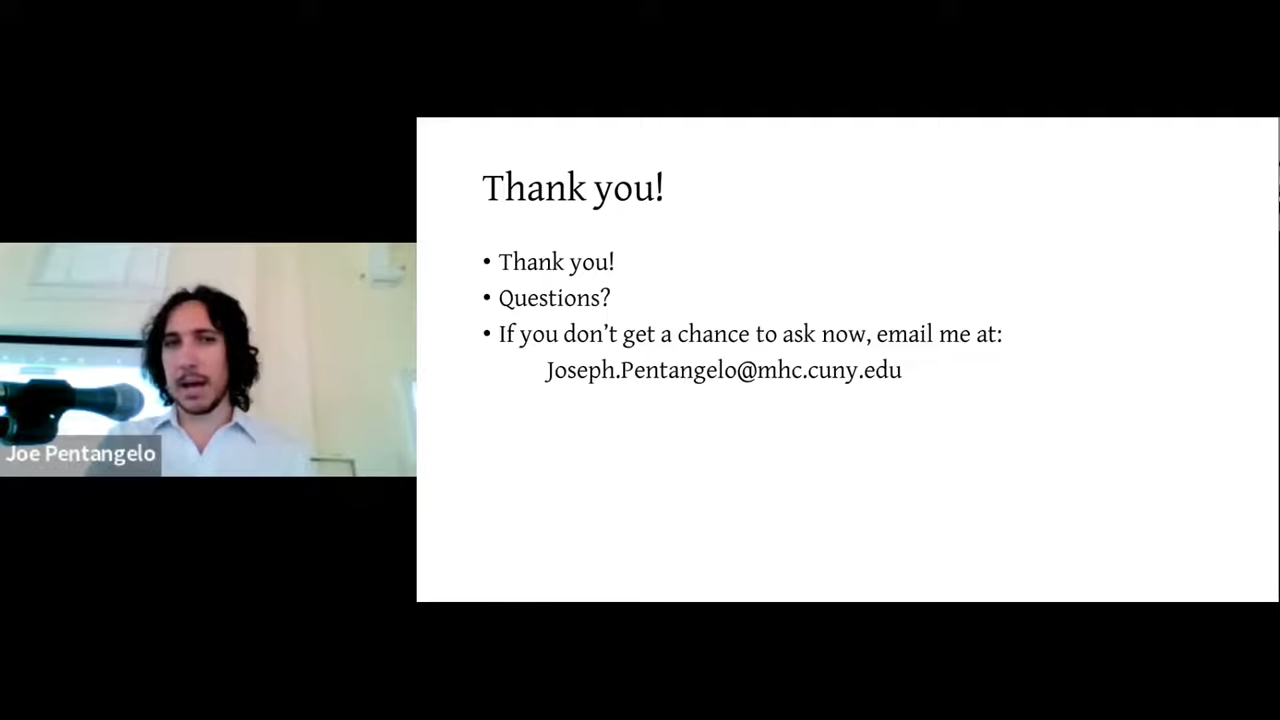 Thank you!
• Thank you!
• Questions?
• If you don’t get a chance to ask now, email me at:
Joseph.Pentangelo@mhc.cuny.edu
Joe Pentangelo